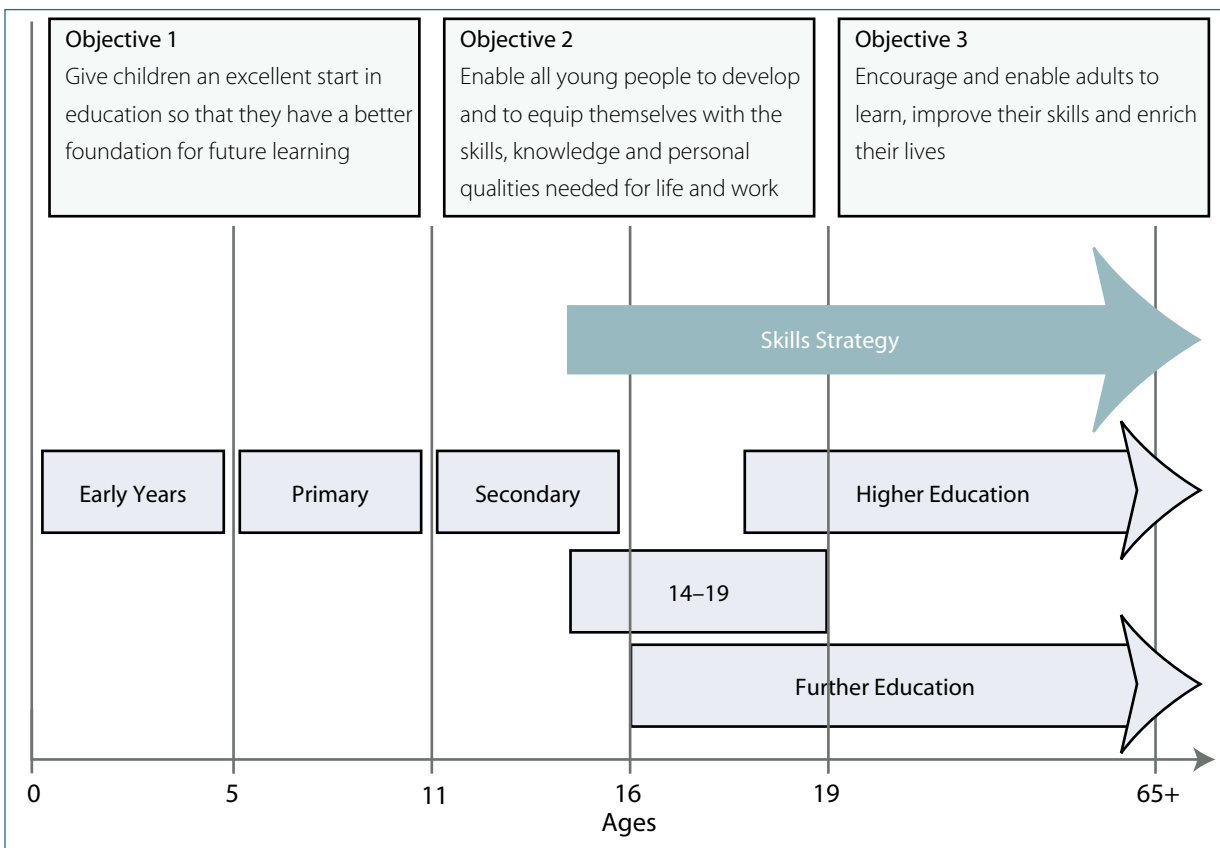 Objective 1
Give children an excellent start in
education so that they have a better
foundation for future learning
Objective 2
Enable all young people to develop
and to equip themselves with the
skills, knowledge and personal
qualities needed for life and work
Objective 3
Encourage and enable adults to
learn, improve their skills and enrich
their lives
Skills Strategy
Early Years
Primary
Secondary
Higher Education
14–19
Further Education
0
5
11
16
19
65+
Ages